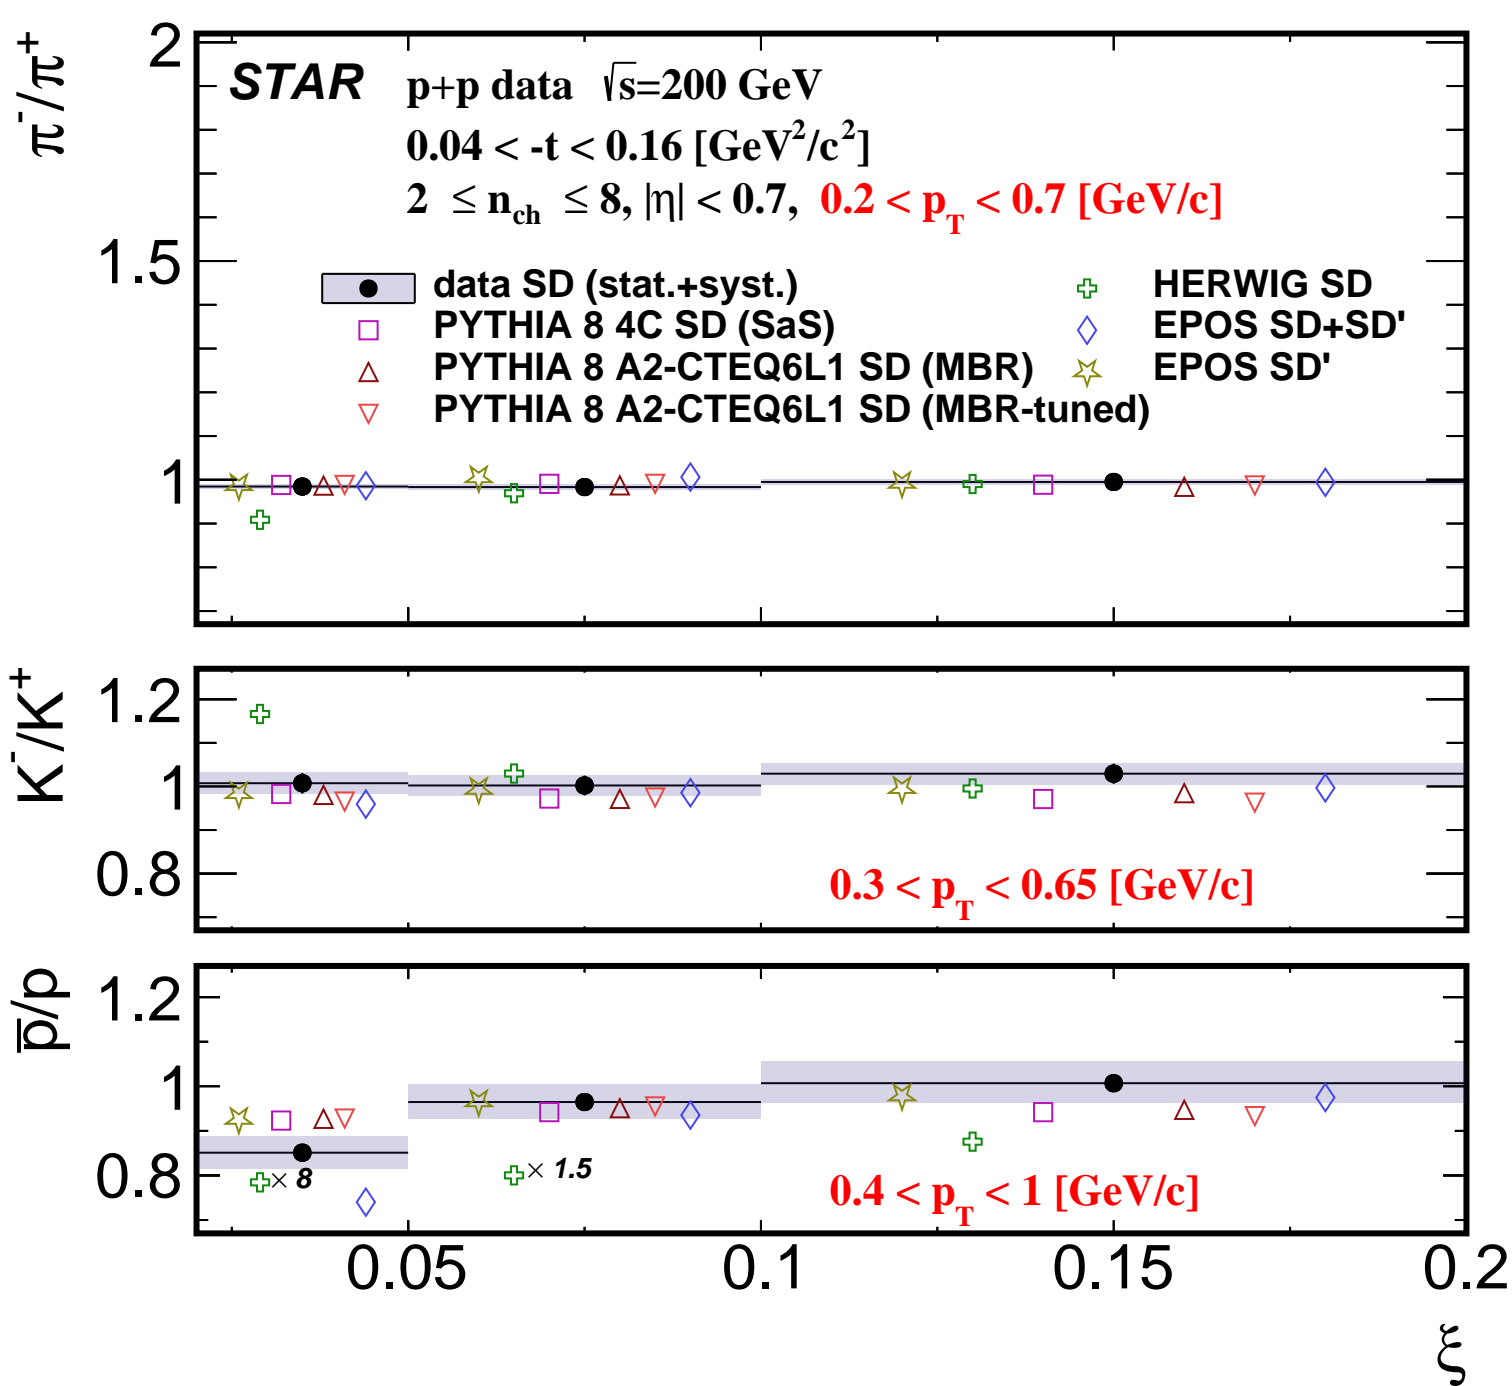 π⁻/π⁺
2
1.5
1
STAR p+p data √s=200 GeV
0.04 < -t < 0.16 [GeV²/c²]
2 ≤ n_ch ≤ 8, |η| < 0.7, 0.2 < p_T < 0.7 [GeV/c]
data SD (stat.+syst.)
PYTHIA 8 4C SD (SaS)
PYTHIA 8 A2-CTEQ6L1 SD (MBR)
PYTHIA 8 A2-CTEQ6L1 SD (MBR-tuned)
HERWIG SD
EPOS SD+SD'
EPOS SD'
K⁻/K⁺
1.2
1
0.8
0.3 < p_T < 0.65 [GeV/c]
p̅/p
1.2
1
0.8
× 8
× 1.5
0.4 < p_T < 1 [GeV/c]
0.05 0.1 0.15 0.2
ξ